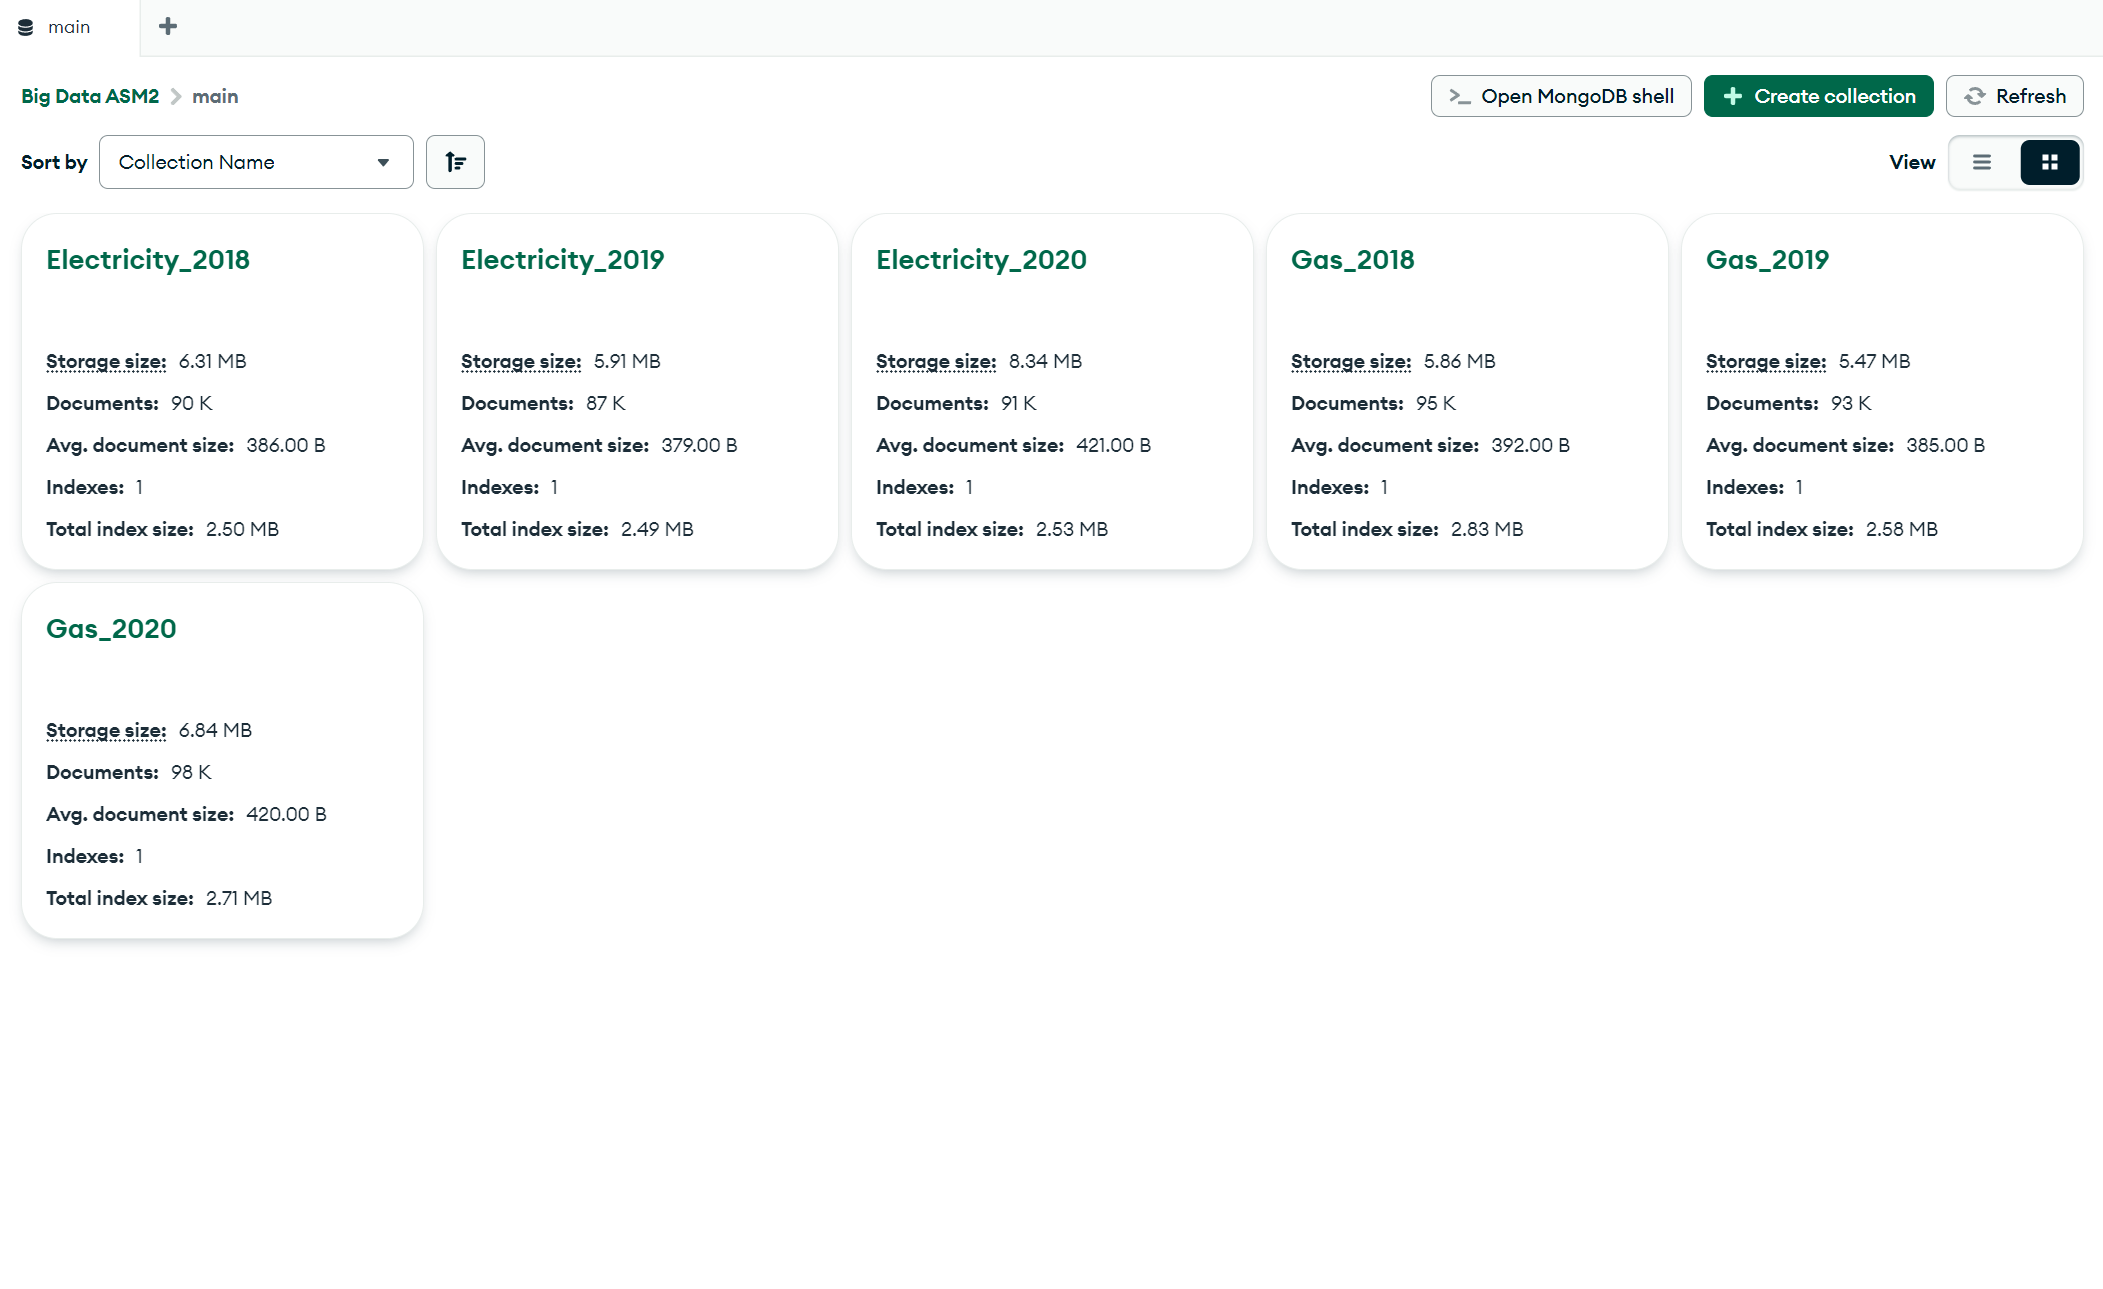 main
Big Data ASM2 main
Open MongoDB shell
Create collection
Refresh
Sort by Collection Name
View
Electricity_2018
Storage size: 6.31 MB
Documents: 90 K
Avg. document size: 386.00 B
Indexes: 1
Total index size: 2.50 MB
Electricity_2019
Storage size: 5.91 MB
Documents: 87 K
Avg. document size: 379.00 B
Indexes: 1
Total index size: 2.49 MB
Electricity_2020
Storage size: 8.34 MB
Documents: 91 K
Avg. document size: 421.00 B
Indexes: 1
Total index size: 2.53 MB
Gas_2018
Storage size: 5.86 MB
Documents: 95 K
Avg. document size: 392.00 B
Indexes: 1
Total index size: 2.83 MB
Gas_2019
Storage size: 5.47 MB
Documents: 93 K
Avg. document size: 385.00 B
Indexes: 1
Total index size: 2.58 MB
Gas_2020
Storage size: 6.84 MB
Documents: 98 K
Avg. document size: 420.00 B
Indexes: 1
Total index size: 2.71 MB